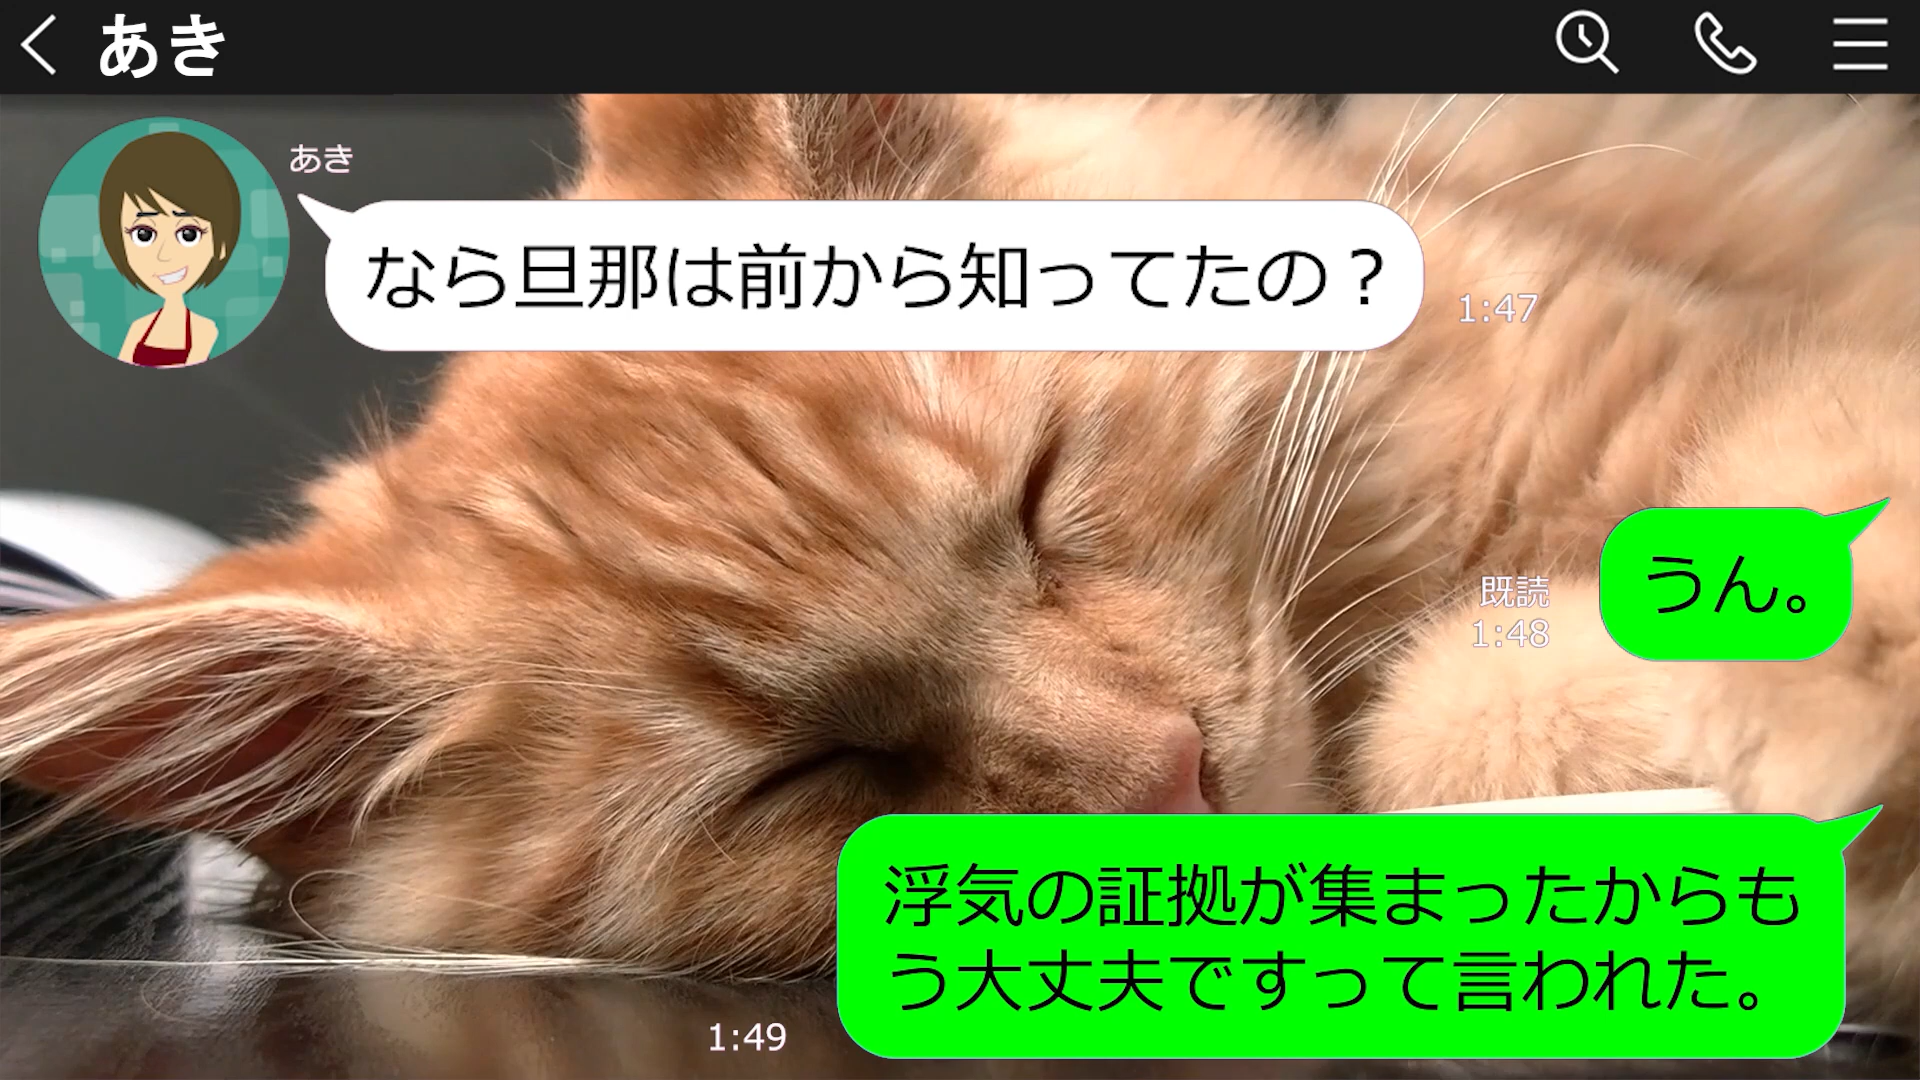 あき
あき
なら旦那は前から知ってたの？
1:47
うん。
既読
1:48
浮気の証拠が集まったからも
う大丈夫ですって言われた。
1:49